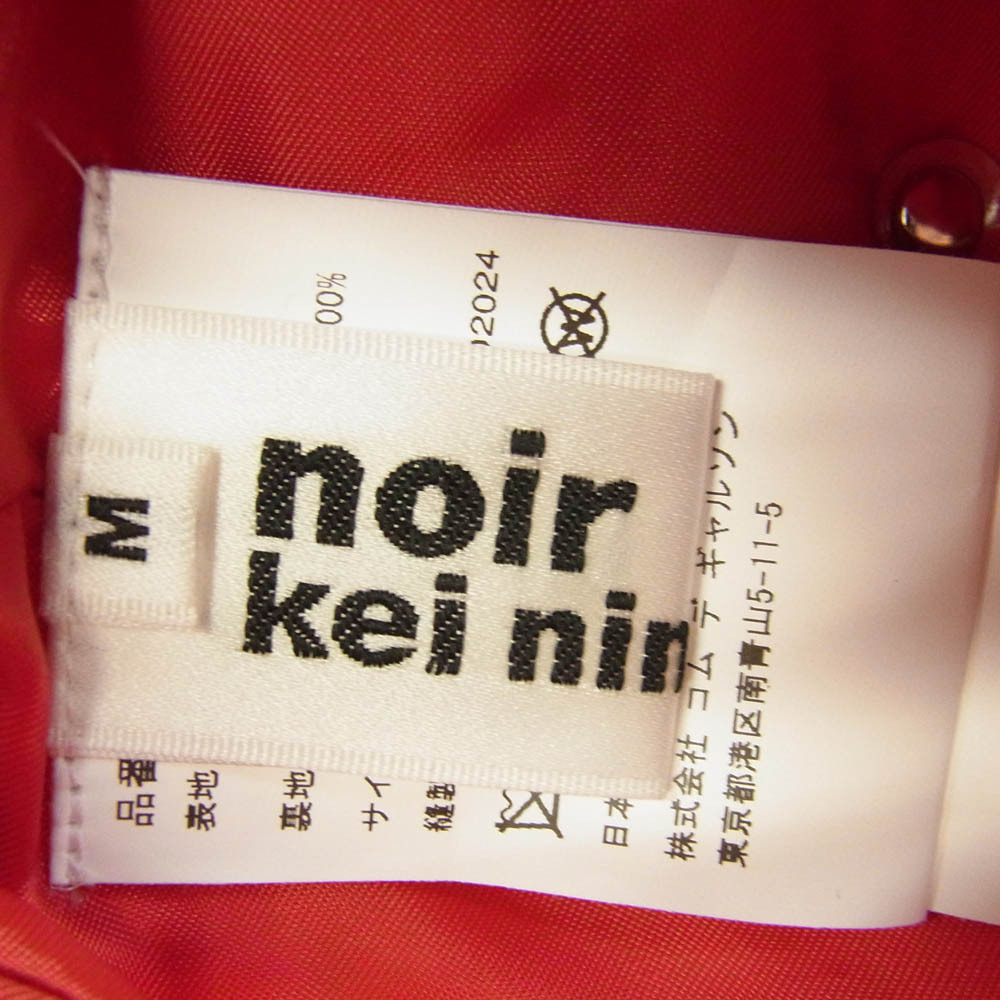 noir
kei nin
M
品番
表地
00%
裏地
サイ
2024
縫製
日本
株式会社 コム デ ギャルソン
東京都港区南青山5-11-5